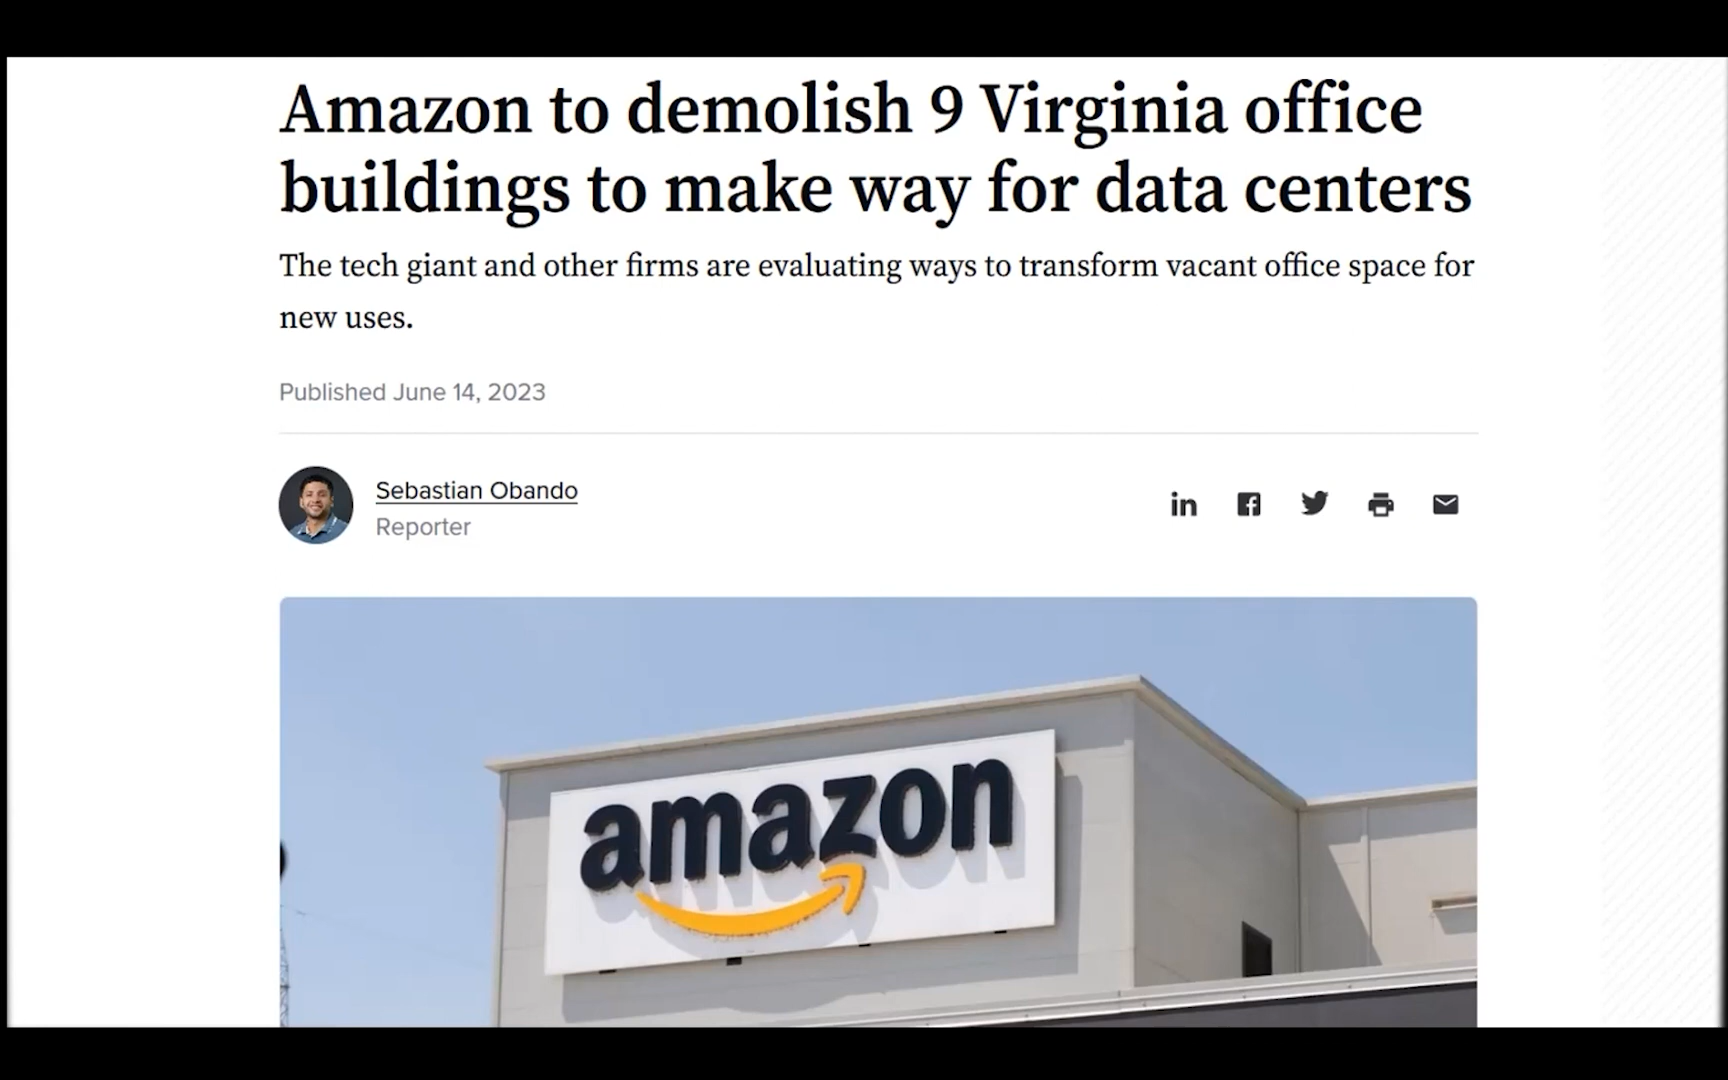 Amazon to demolish 9 Virginia office
buildings to make way for data centers
The tech giant and other firms are evaluating ways to transform vacant office space for
new uses.
Published June 14, 2023
Sebastian Obando
Reporter
in
amazon